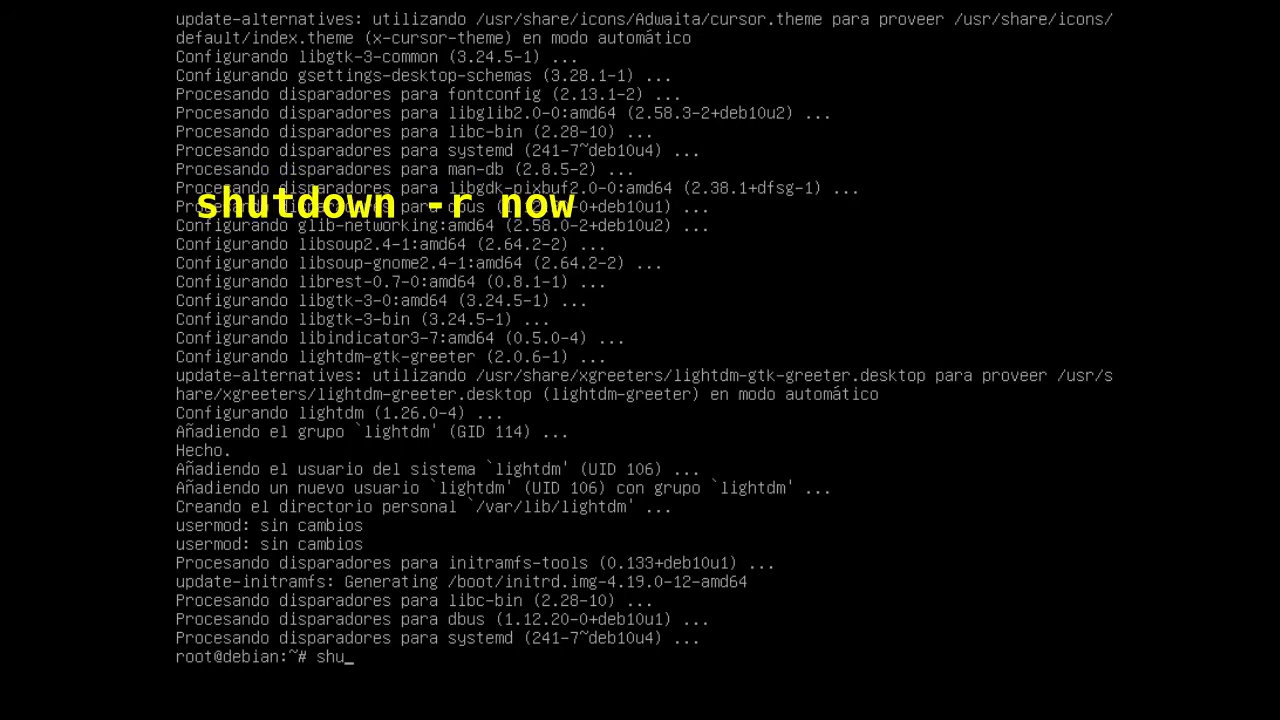 update-alternatives: utilizando /usr/share/icons/Adwaita/cursor.theme para proveer /usr/share/icons/
default/index.theme (x-cursor-theme) en modo automático
Configurando libgtk-3-common (3.24.5-1) ...
Configurando gsettings-desktop-schemas (3.28.1-1) ...
Procesando disparadores para fontconfig (2.13.1-2) ...
Procesando disparadores para libglib2.0-0:amd64 (2.58.3-2+deb10u2) ...
Procesando disparadores para libc-bin (2.28-10) ...
Procesando disparadores para systemd (241-7~deb10u4) ...
Procesando disparadores para man-db (2.8.5-2) ...
Procesando disparadores para libgdk-pixbuf2.0-0:amd64 (2.38.1+dfsg-1) ...
shutdown -r now
Procesando disparadores para dbus (1.12.20-0+deb10u1) ...
Configurando glib-networking:amd64 (2.58.0-2+deb10u2) ...
Configurando libsoup2.4-1:amd64 (2.64.2-2) ...
Configurando libsoup-gnome2.4-1:amd64 (2.64.2-2) ...
Configurando librest-0.7-0:amd64 (0.8.1-1) ...
Configurando libgtk-3-0:amd64 (3.24.5-1) ...
Configurando libgtk-3-bin (3.24.5-1) ...
Configurando libindicator3-7:amd64 (0.5.0-4) ...
Configurando lightdm-gtk-greeter (2.0.6-1) ...
update-alternatives: utilizando /usr/share/xgreeters/lightdm-gtk-greeter.desktop para proveer /usr/s
hare/xgreeters/lightdm-greeter.desktop (lightdm-greeter) en modo automático
Configurando lightdm (1.26.0-4) ...
Añadiendo el grupo `lightdm' (GID 114) ...
Hecho.
Añadiendo el usuario del sistema `lightdm' (UID 106) ...
Añadiendo un nuevo usuario `lightdm' (UID 106) con grupo `lightdm' ...
Creando el directorio personal `/var/lib/lightdm' ...
usermod: sin cambios
usermod: sin cambios
Procesando disparadores para initramfs-tools (0.133+deb10u1) ...
update-initramfs: Generating /boot/initrd.img-4.19.0-12-amd64
Procesando disparadores para libc-bin (2.28-10) ...
Procesando disparadores para dbus (1.12.20-0+deb10u1) ...
Procesando disparadores para systemd (241-7~deb10u4) ...
root@debian:~# shu_